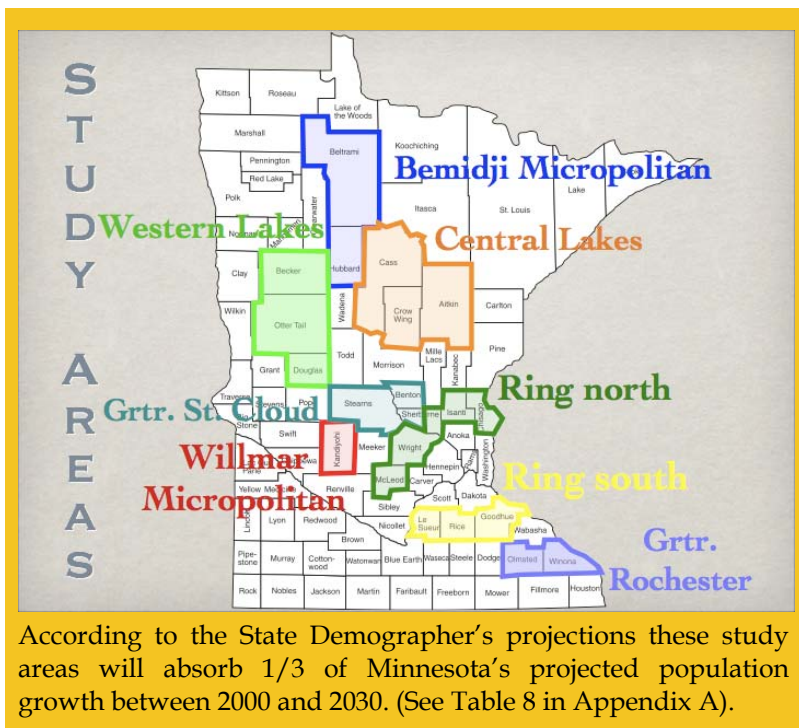 STUDY AREAS
Kittson
Roseau
Lake of
the Woods
Marshall
Beltrami
Koochiching
Pennington
Red Lake
Bemidji Micropolitan
Polk
Itasca
St. Louis
Lake
Western Lakes
Central Lakes
Clay
Becker
Hubbard
Cass
Wilkin
Otter Tail
Wadena
Crow
Wing
Aitkin
Carlton
Todd
Mille
Lacs
Kanabec
Pine
Grant
Douglas
Morrison
Ring north
Stearns
Benton
Grtr. St. Cloud
Isanti
Chisago
Swift
Kandiyohi
Meeker
Wright
Anoka
Washington
Willmar
Micropolitan
Hennepin
McLeod
Carver
Ring south
Renville
Scott
Dakota
Sibley
Lyon
Redwood
Nicollet
Le
Sueur
Rice
Goodhue
Wabasha
Brown
Grtr.
Rochester
Pipe-
stone
Murray
Cotton-
wood
Watonwan
Blue Earth
Waseca
Steele
Dodge
Olmsted
Winona
Rock
Nobles
Jackson
Martin
Faribault
Freeborn
Mower
Fillmore
Houston
According to the State Demographer’s projections these study
areas will absorb 1/3 of Minnesota’s projected population
growth between 2000 and 2030. (See Table 8 in Appendix A).